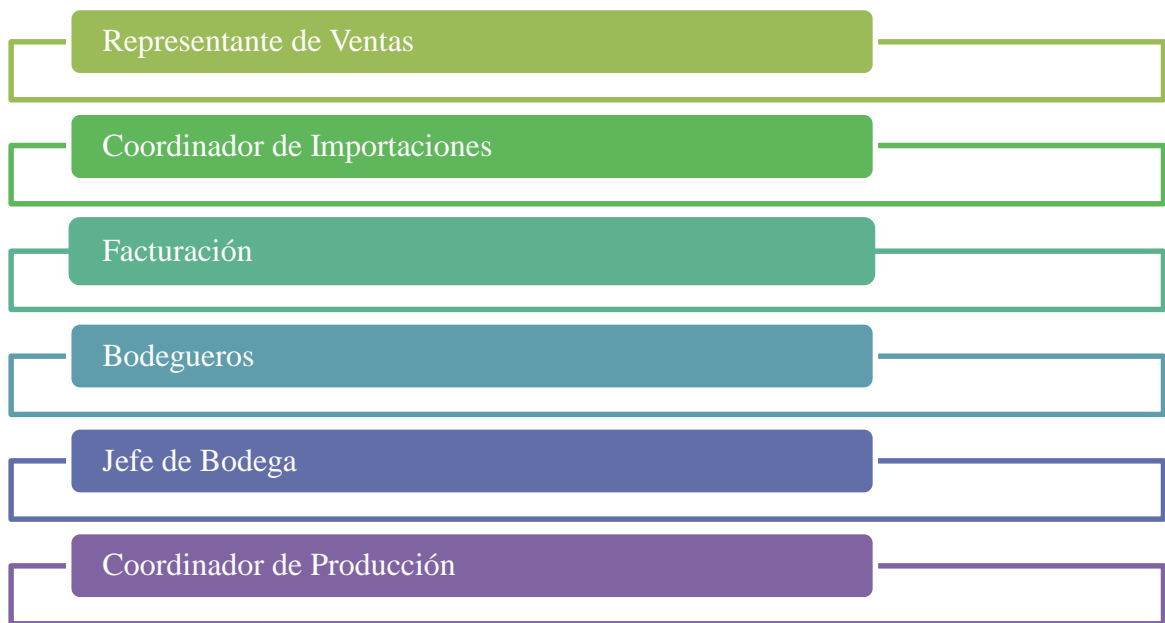 Representante de Ventas
Coordinador de Importaciones
Facturación
Bodegueros
Jefe de Bodega
Coordinador de Producción